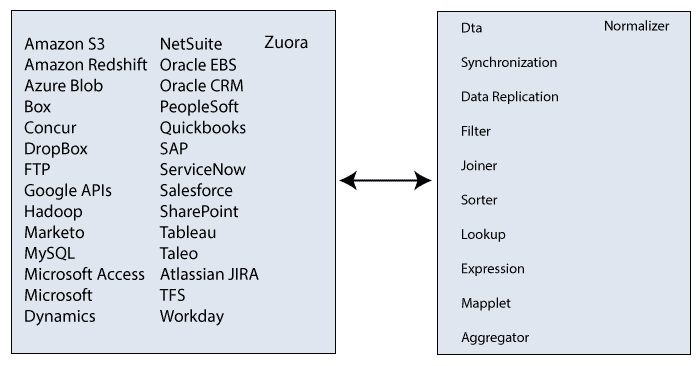 Amazon S3
Amazon Redshift
Azure Blob
Box
Concur
DropBox
FTP
Google APIs
Hadoop
Marketo
MySQL
Microsoft Access
Microsoft
Dynamics
NetSuite
Oracle EBS
Oracle CRM
PeopleSoft
Quickbooks
SAP
ServiceNow
Salesforce
SharePoint
Tableau
Taleo
Atlassian JIRA
TFS
Workday
Zuora
Dta
Synchronization
Data Replication
Filter
Joiner
Sorter
Lookup
Expression
Mapplet
Aggregator
Normalizer